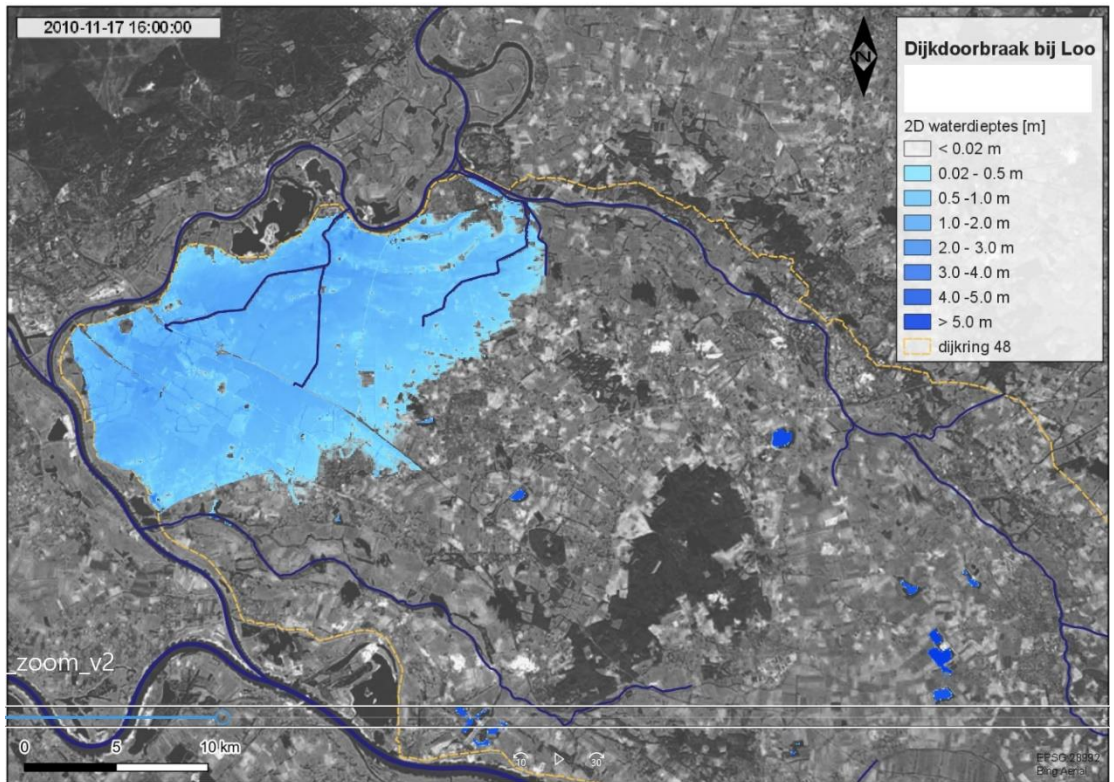 2010-11-17 16:00:00
N
Dijkdoorbraak bij Loo
2D waterdieptes [m]
< 0.02 m
0.02 - 0.5 m
0.5 -1.0 m
1.0 -2.0 m
2.0 - 3.0 m
3.0 -4.0 m
4.0 -5.0 m
> 5.0 m
dijkring 48
zoom_v2
0 5 10 km
10 30
EPSG:28992
Bing Aerial